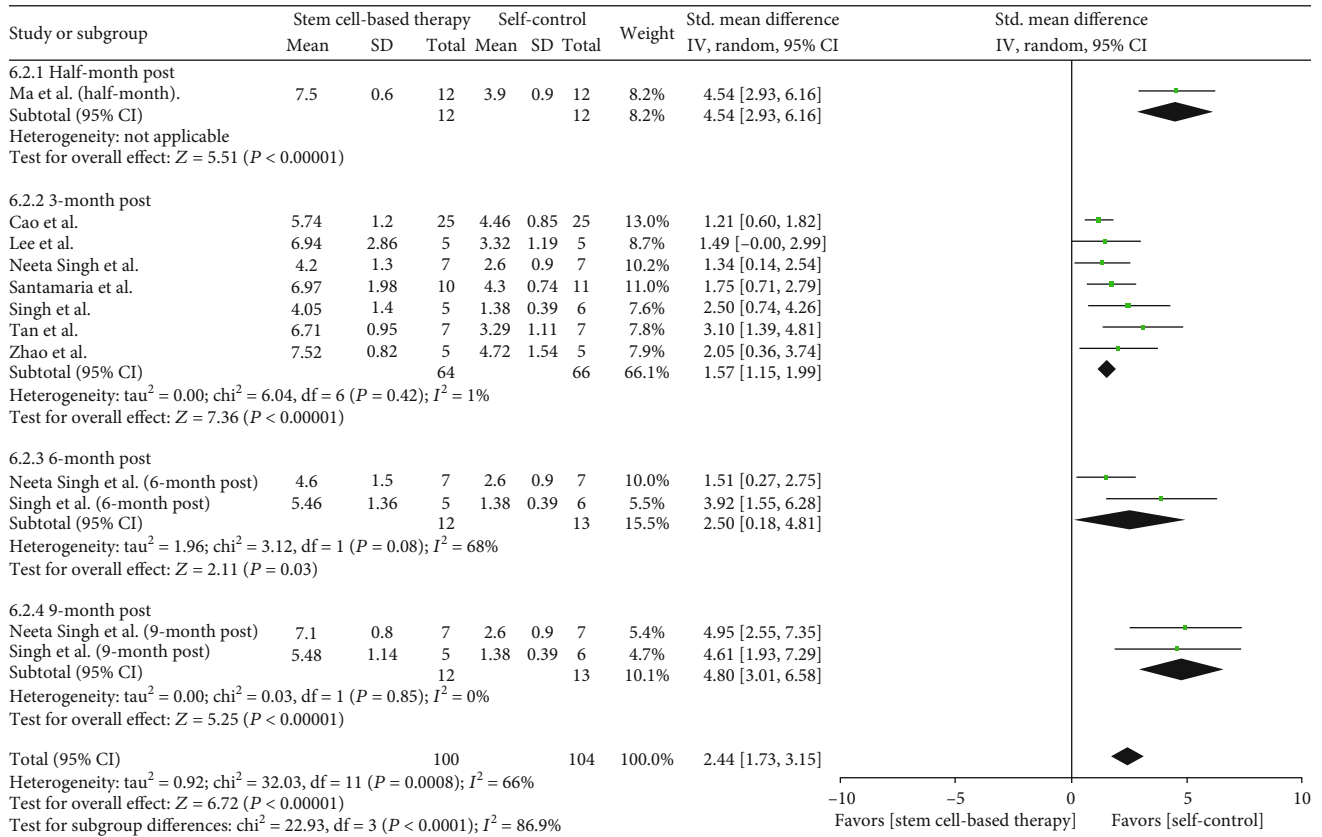 Study or subgroup Stem cell-based therapy Self-control Weight Std. mean difference Std. mean difference
Mean SD Total Mean SD Total IV, random, 95% CI IV, random, 95% CI
6.2.1 Half-month post
Ma et al. (half-month). 7.5 0.6 12 3.9 0.9 12 8.2% 4.54 [2.93, 6.16]
Subtotal (95% CI) 12 12 8.2% 4.54 [2.93, 6.16]
Heterogeneity: not applicable
Test for overall effect: Z = 5.51 (P < 0.00001)
6.2.2 3-month post
Cao et al. 5.74 1.2 25 4.46 0.85 25 13.0% 1.21 [0.60, 1.82]
Lee et al. 6.94 2.86 5 3.32 1.19 5 8.7% 1.49 [–0.00, 2.99]
Neeta Singh et al. 4.2 1.3 7 2.6 0.9 7 10.2% 1.34 [0.14, 2.54]
Santamaria et al. 6.97 1.98 10 4.3 0.74 11 11.0% 1.75 [0.71, 2.79]
Singh et al. 4.05 1.4 5 1.38 0.39 6 7.6% 2.50 [0.74, 4.26]
Tan et al. 6.71 0.95 7 3.29 1.11 7 7.8% 3.10 [1.39, 4.81]
Zhao et al. 7.52 0.82 5 4.72 1.54 5 7.9% 2.05 [0.36, 3.74]
Subtotal (95% CI) 64 66 66.1% 1.57 [1.15, 1.99]
Heterogeneity: tau² = 0.00; chi² = 6.04, df = 6 (P = 0.42); I² = 1%
Test for overall effect: Z = 7.36 (P < 0.00001)
6.2.3 6-month post
Neeta Singh et al. (6-month post) 4.6 1.5 7 2.6 0.9 7 10.0% 1.51 [0.27, 2.75]
Singh et al. (6-month post) 5.46 1.36 5 1.38 0.39 6 5.5% 3.92 [1.55, 6.28]
Subtotal (95% CI) 12 13 15.5% 2.50 [0.18, 4.81]
Heterogeneity: tau² = 1.96; chi² = 3.12, df = 1 (P = 0.08); I² = 68%
Test for overall effect: Z = 2.11 (P = 0.03)
6.2.4 9-month post
Neeta Singh et al. (9-month post) 7.1 0.8 7 2.6 0.9 7 5.4% 4.95 [2.55, 7.35]
Singh et al. (9-month post) 5.48 1.14 5 1.38 0.39 6 4.7% 4.61 [1.93, 7.29]
Subtotal (95% CI) 12 13 10.1% 4.80 [3.01, 6.58]
Heterogeneity: tau² = 0.00; chi² = 0.03, df = 1 (P = 0.85); I² = 0%
Test for overall effect: Z = 5.25 (P < 0.00001)
Total (95% CI) 100 104 100.0% 2.44 [1.73, 3.15]
Heterogeneity: tau² = 0.92; chi² = 32.03, df = 11 (P = 0.0008); I² = 66%
Test for overall effect: Z = 6.72 (P < 0.00001)
Test for subgroup differences: chi² = 22.93, df = 3 (P < 0.0001); I² = 86.9%
–10 –5 0 5 10
Favors [stem cell-based therapy] Favors [self-control]